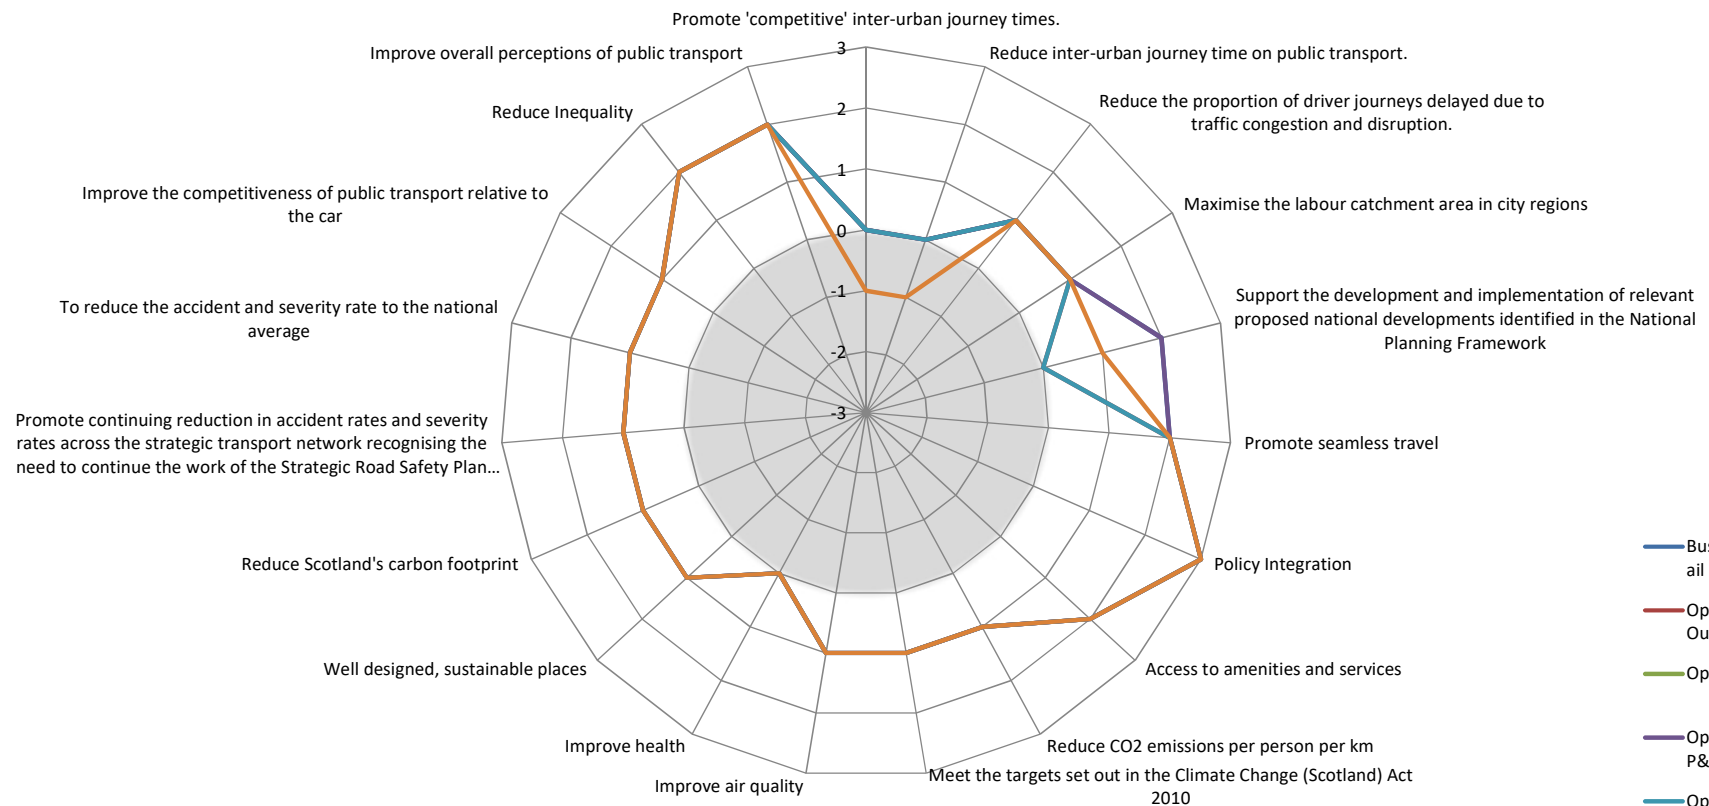 Promote 'competitive' inter-urban journey times.
Improve overall perceptions of public transport
3
Reduce inter-urban journey time on public transport.
Reduce Inequality
2
Reduce the proportion of driver journeys delayed due to
traffic congestion and disruption.
Improve the competitiveness of public transport relative to
the car
1
Maximise the labour catchment area in city regions
0
To reduce the accident and severity rate to the national
average
-1
Support the development and implementation of relevant
proposed national developments identified in the National
Planning Framework
-2
Promote continuing reduction in accident rates and severity
rates across the strategic transport network recognising the
need to continue the work of the Strategic Road Safety Plan…
-3
Promote seamless travel
Reduce Scotland's carbon footprint
Policy Integration
Well designed, sustainable places
Access to amenities and services
Improve health
Reduce CO2 emissions per person per km
Improve air quality
Meet the targets set out in the Climate Change (Scotland) Act
2010
ail
P&